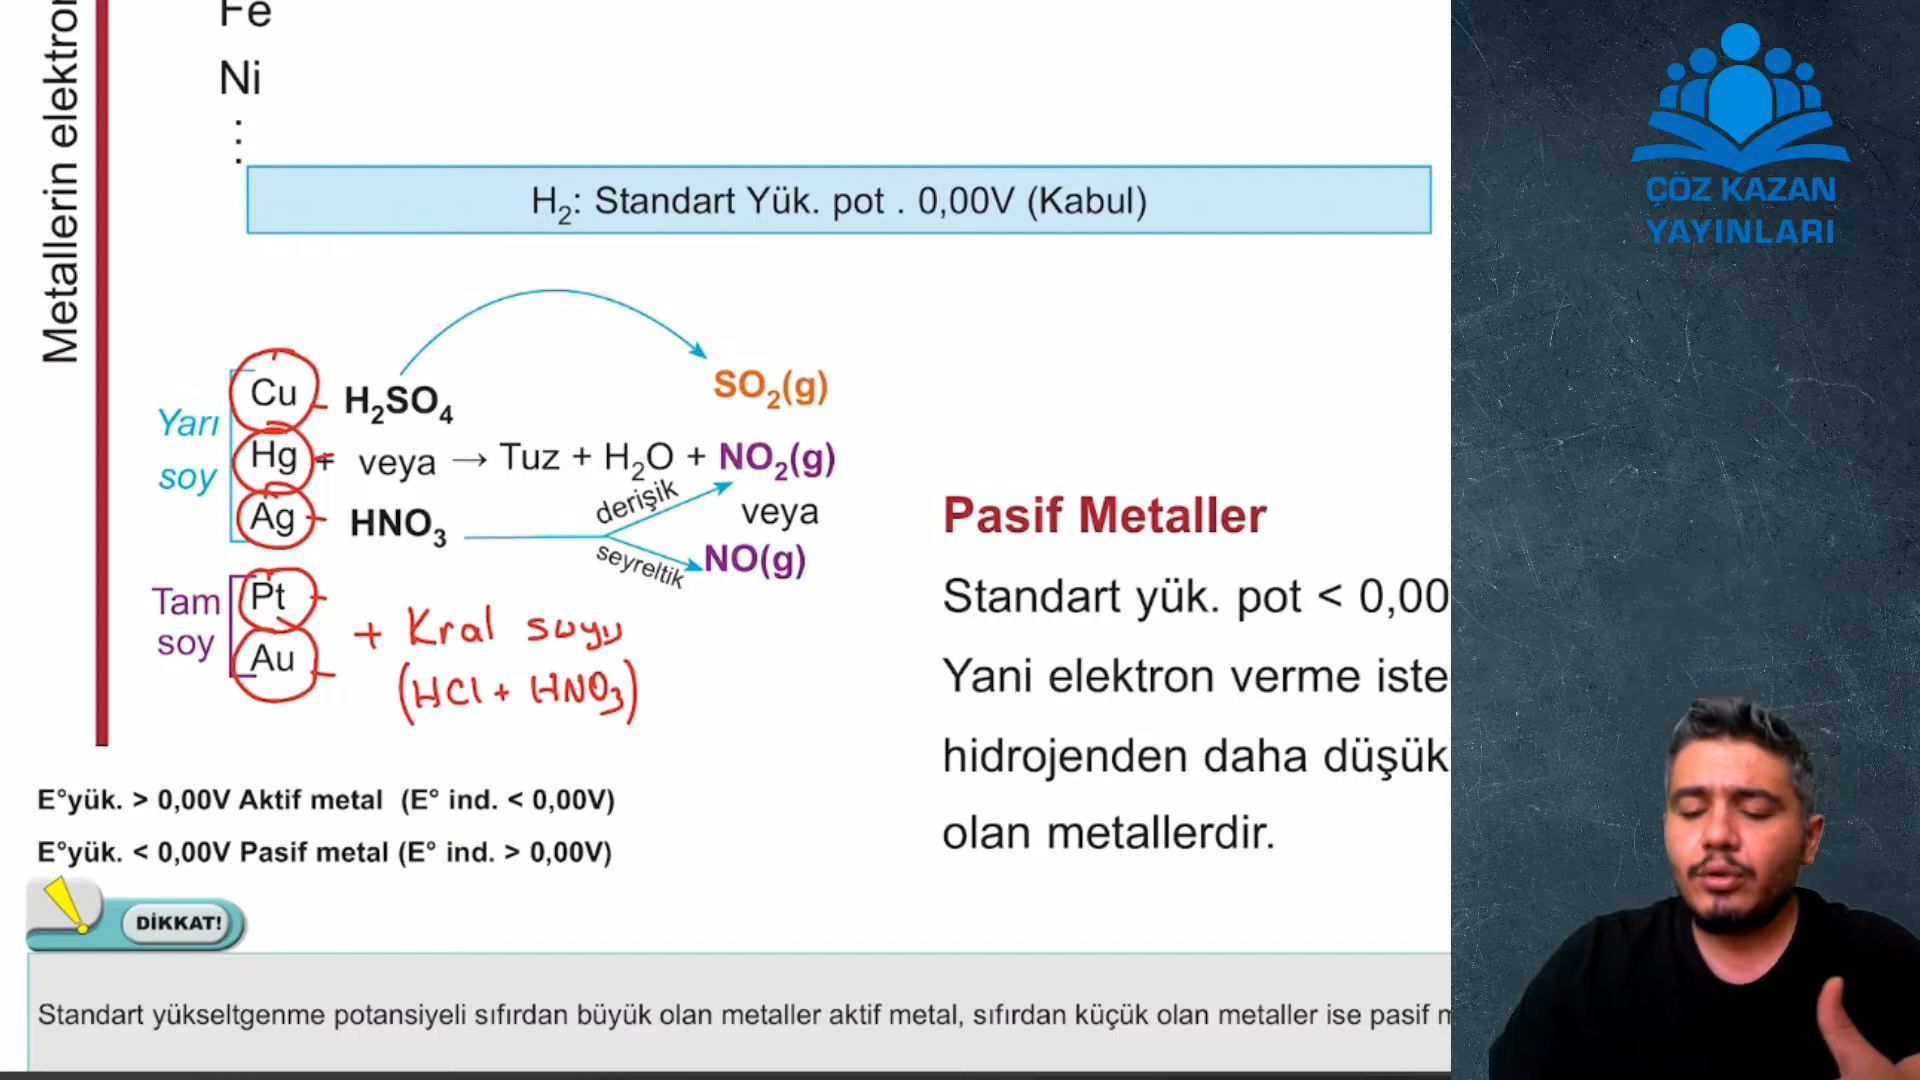 Metallerin elektron
Fe
Ni
⋮
H₂: Standart Yük. pot . 0,00V (Kabul)
Yarı
soy
Cu
Hg
Ag
+
H₂SO₄
veya
HNO₃
→ Tuz + H₂O +
SO₂(g)
NO₂(g)
veya
NO(g)
derişik
seyreltik
Tam
soy
Pt
Au
+ Kral suyu
(HCl + HNO₃)
E°yük. > 0,00V Aktif metal (E° ind. < 0,00V)
E°yük. < 0,00V Pasif metal (E° ind. > 0,00V)
DİKKAT!
Standart yükseltgenme potansiyeli sıfırdan büyük olan metaller aktif metal, sıfırdan küçük olan metaller ise pasif
Pasif Metaller
Standart yük. pot < 0,00
Yani elektron verme iste
hidrojenden daha düşük
olan metallerdir.
ÇÖZ KAZAN
YAYINLARI